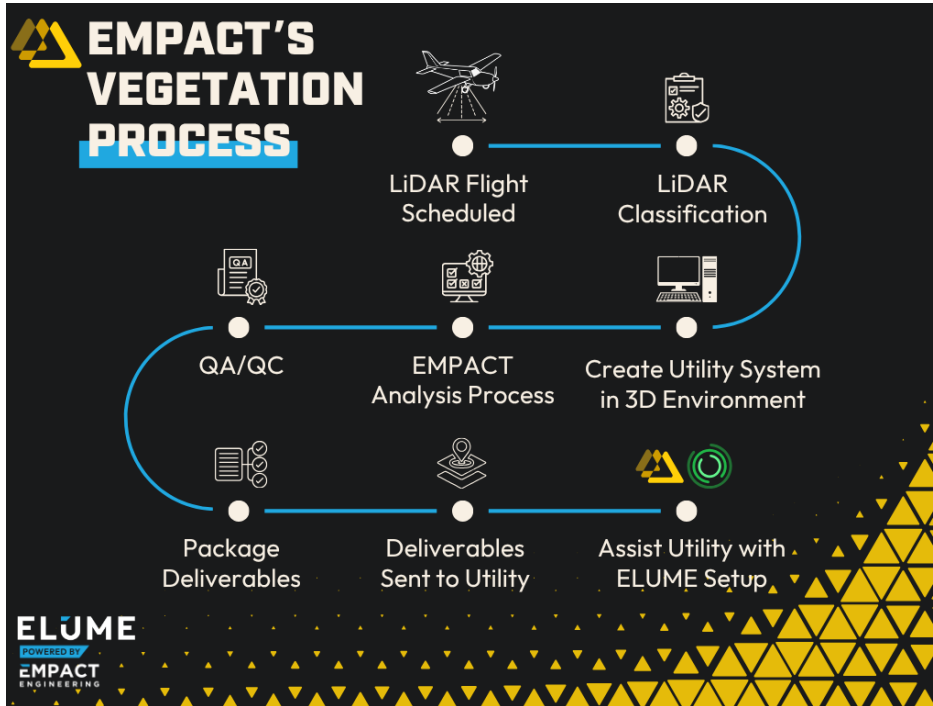 EMPACT'S
VEGETATION
PROCESS
LiDAR Flight
Scheduled
LiDAR
Classification
Create Utility System
in 3D Environment
EMPACT
Analysis Process
QA
QA/QC
Package
Deliverables
Deliverables
Sent to Utility
Assist Utility with
ELUME Setup
ELUME
POWERED BY
EMPACT
ENGINEERING